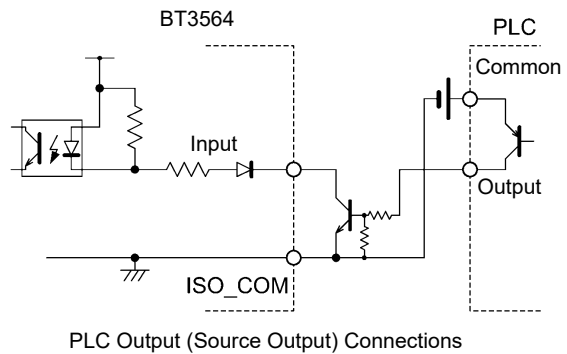 BT3564
PLC
Common
Input
Output
ISO_COM
PLC Output (Source Output) Connections